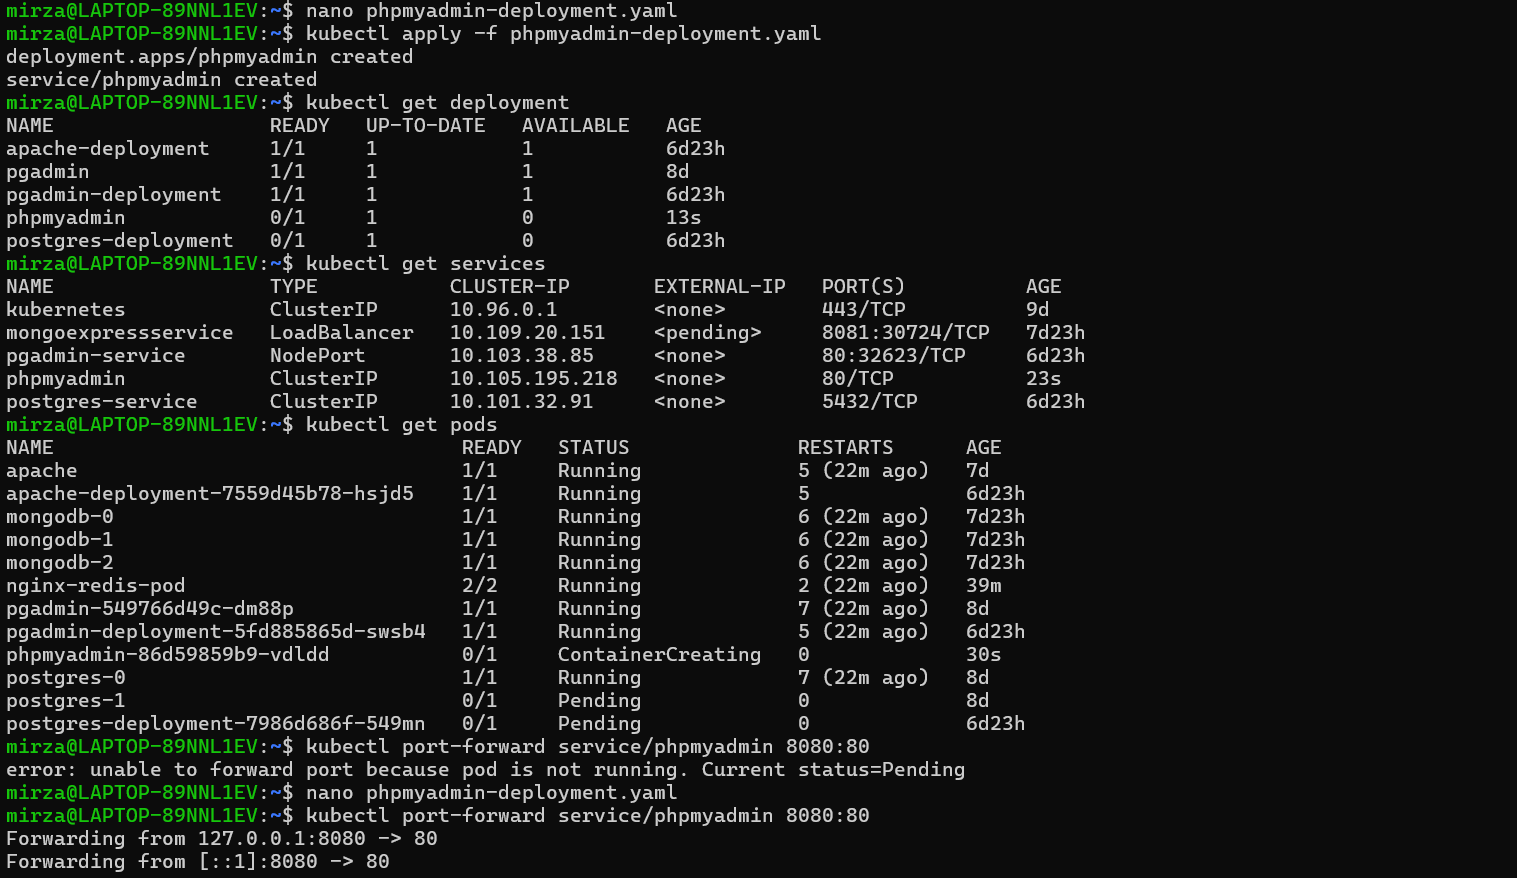 mirza@LAPTOP-89NNL1EV:~$ nano phpmyadmin-deployment.yaml
mirza@LAPTOP-89NNL1EV:~$ kubectl apply -f phpmyadmin-deployment.yaml
deployment.apps/phpmyadmin created
service/phpmyadmin created
mirza@LAPTOP-89NNL1EV:~$ kubectl get deployment
NAME                  READY   UP-TO-DATE   AVAILABLE   AGE
apache-deployment     1/1     1            1           6d23h
pgadmin               1/1     1            1           8d
pgadmin-deployment    1/1     1            1           6d23h
phpmyadmin            0/1     1            0           13s
postgres-deployment   0/1     1            0           6d23h
mirza@LAPTOP-89NNL1EV:~$ kubectl get services
NAME                  TYPE           CLUSTER-IP       EXTERNAL-IP   PORT(S)          AGE
kubernetes            ClusterIP      10.96.0.1        <none>        443/TCP          9d
mongoexpressservice   LoadBalancer   10.109.20.151    <pending>     8081:30724/TCP   7d23h
pgadmin-service       NodePort       10.103.38.85     <none>        80:32623/TCP     6d23h
phpmyadmin            ClusterIP      10.105.195.218   <none>        80/TCP           23s
postgres-service      ClusterIP      10.101.32.91     <none>        5432/TCP         6d23h
mirza@LAPTOP-89NNL1EV:~$ kubectl get pods
NAME                                  READY   STATUS              RESTARTS      AGE
apache                                1/1     Running             5 (22m ago)   7d
apache-deployment-7559d45b78-hsjd5    1/1     Running             5             6d23h
mongodb-0                             1/1     Running             6 (22m ago)   7d23h
mongodb-1                             1/1     Running             6 (22m ago)   7d23h
mongodb-2                             1/1     Running             6 (22m ago)   7d23h
nginx-redis-pod                       2/2     Running             2 (22m ago)   39m
pgadmin-549766d49c-dm88p              1/1     Running             7 (22m ago)   8d
pgadmin-deployment-5fd885865d-swsb4   1/1     Running             5 (22m ago)   6d23h
phpmyadmin-86d59859b9-vdldd           0/1     ContainerCreating   0             30s
postgres-0                            1/1     Running             7 (22m ago)   8d
postgres-1                            0/1     Pending             0             8d
postgres-deployment-7986d686f-549mn   0/1     Pending             0             6d23h
mirza@LAPTOP-89NNL1EV:~$ kubectl port-forward service/phpmyadmin 8080:80
error: unable to forward port because pod is not running. Current status=Pending
mirza@LAPTOP-89NNL1EV:~$ nano phpmyadmin-deployment.yaml
mirza@LAPTOP-89NNL1EV:~$ kubectl port-forward service/phpmyadmin 8080:80
Forwarding from 127.0.0.1:8080 -> 80
Forwarding from [::1]:8080 -> 80